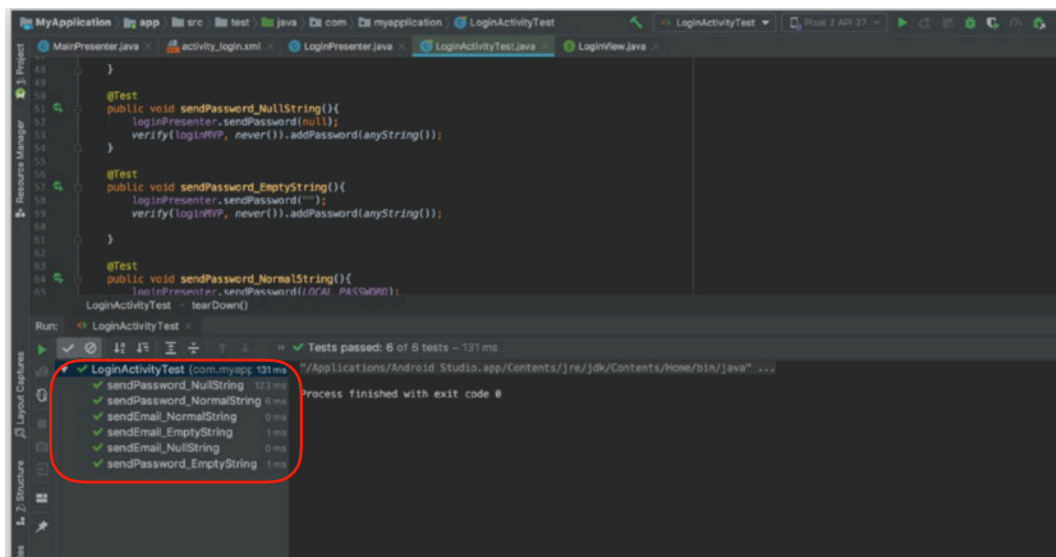 MyApplication app src test java com myapplication LoginActivityTest LoginActivityTest Pixel 2 API 27
MainPresenter.java activity_login.xml LoginPresenter.java LoginActivityTest.java LoginView.java
1: Project
Resource Manager
Layout Captures
Z: Structure
48 }
49
50 @Test
51 public void sendPassword_NullString(){
52 loginPresenter.sendPassword(null);
53 verify(loginMVP, never()).addPassword(anyString());
54 }
55
56 @Test
57 public void sendPassword_EmptyString(){
58 loginPresenter.sendPassword("");
59 verify(loginMVP, never()).addPassword(anyString());
60
61 }
62
63 @Test
64 public void sendPassword_NormalString(){
65 loginPresenter.sendPassword(LOCAL_PASSWORD);
LoginActivityTest tearDown()
Run: LoginActivityTest
Tests passed: 6 of 6 tests – 131 ms
LoginActivityTest (com.myapp 131 ms
sendPassword_NullString 123 ms
sendPassword_NormalString 6 ms
sendEmail_NormalString 0 ms
sendEmail_EmptyString 1 ms
sendEmail_NullString 0 ms
sendPassword_EmptyString 1 ms
"/Applications/Android Studio.app/Contents/jre/jdk/Contents/Home/bin/java" ...
Process finished with exit code 0